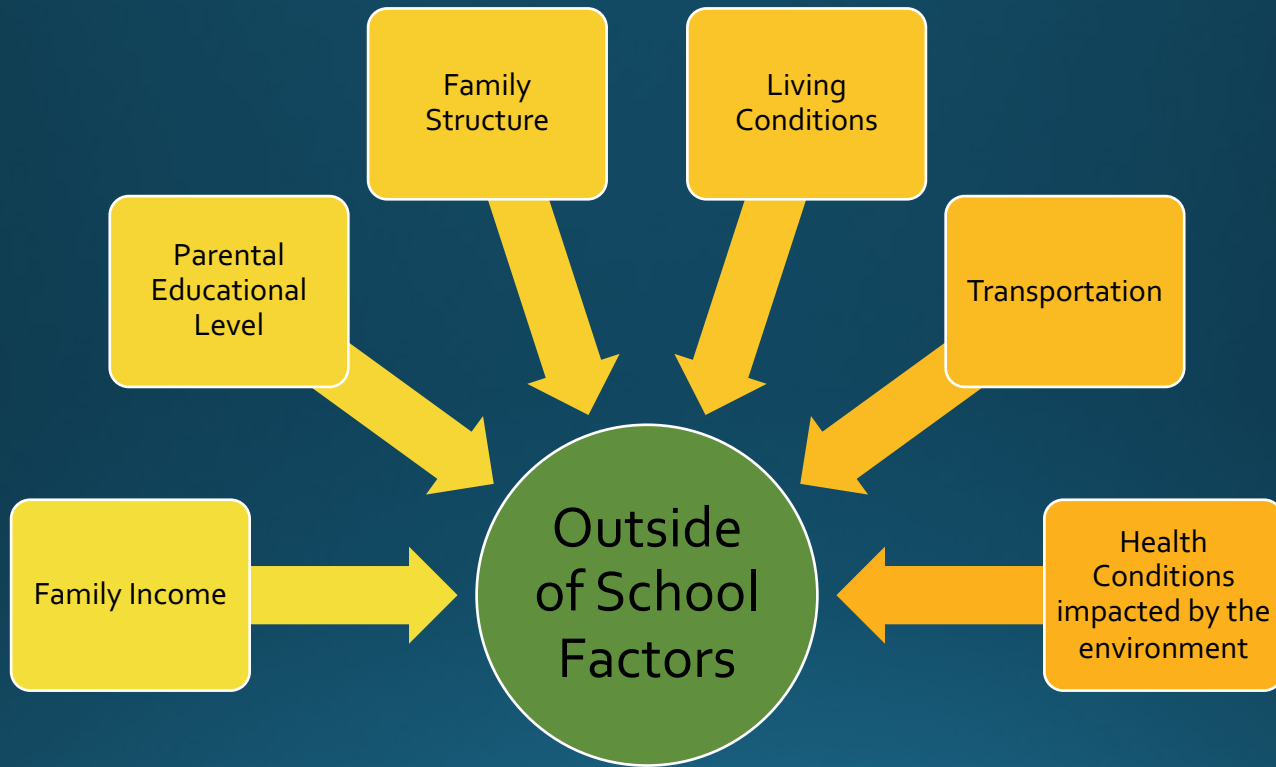 Family
Structure
Living
Conditions
Parental
Educational
Level
Transportation
Family Income
Outside
of School
Factors
Health
Conditions
impacted by the
environment